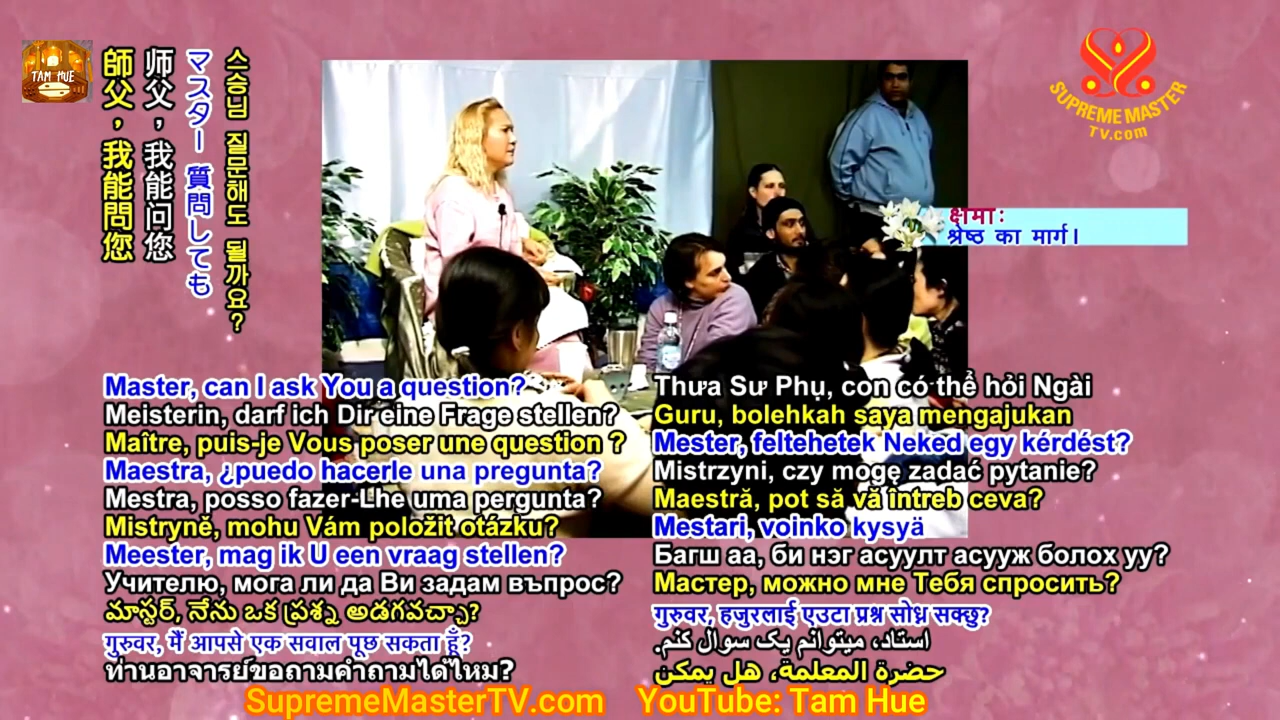 TAM HUE
師父，我能問您
师父，我能问您
マスター 質問しても
스승님 질문해도 될까요?
SUPREME MASTER
TV.com
क्षमा:
श्रेष्ठ का मार्ग।
Master, can I ask You a question?
Meisterin, darf ich Dir eine Frage stellen?
Maître, puis-je Vous poser une question ?
Maestra, ¿puedo hacerle una pregunta?
Mestra, posso fazer-Lhe uma pergunta?
Mistryně, mohu Vám položit otázku?
Meester, mag ik U een vraag stellen?
Учителю, мога ли да Ви задам въпрос?
మాస్టర్, నేను ఒక ప్రశ్న అడగవచ్చా?
गुरुवर, मैं आपसे एक सवाल पूछ सकता हूँ?
ท่านอาจารย์ขอถามคำถามได้ไหม?
Thưa Sư Phụ, con có thể hỏi Ngài
Guru, bolehkah saya mengajukan
Mester, feltehetek Neked egy kérdést?
Mistrzyni, czy mogę zadać pytanie?
Maestră, pot să vă întreb ceva?
Mestari, voinko kysyä
Багш аа, би нэг асуулт асууж болох уу?
Мастер, можно мне Тебя спросить?
गुरुवर, हजुरलाई एउटा प्रश्न सोध्न सक्छु?
استاد، میتوانم یک سوال کنم.
حضرة المعلمة، هل يمكن
SupremeMasterTV.com
YouTube: Tam Hue